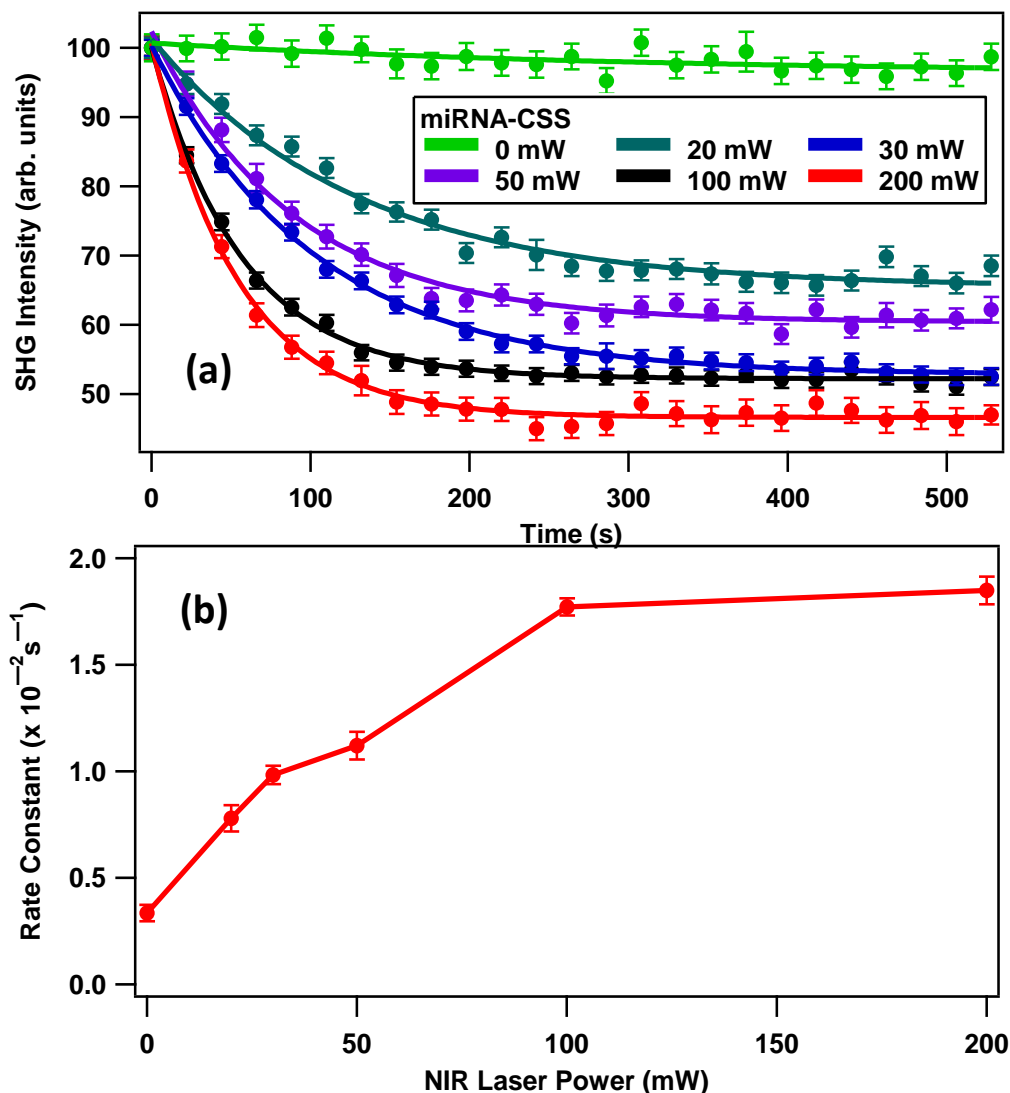 SHG Intensity (arb. units)
100
90
80
70
60
50
miRNA-CSS
0 mW 20 mW 30 mW
50 mW 100 mW 200 mW
(a)
0 100 200 300 400 500
Time (s)
Rate Constant (x 10⁻²s⁻¹)
2.0
1.5
1.0
0.5
0.0
(b)
0 50 100 150 200
NIR Laser Power (mW)